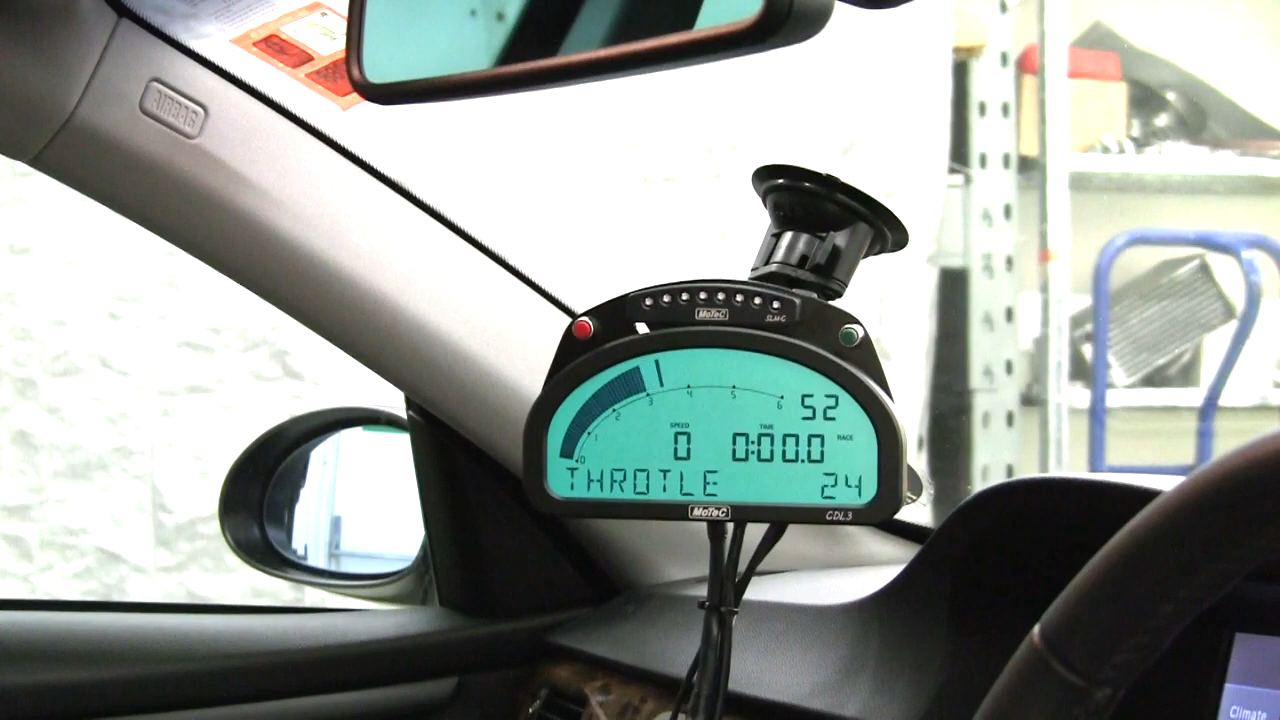 AIRBAG
MoTeC
SLM-C
0 1 2 3 4 5 6
52
SPEED TIME RACE
0 0:00.0
THROTLE 24
MoTeC CDL3
Climate